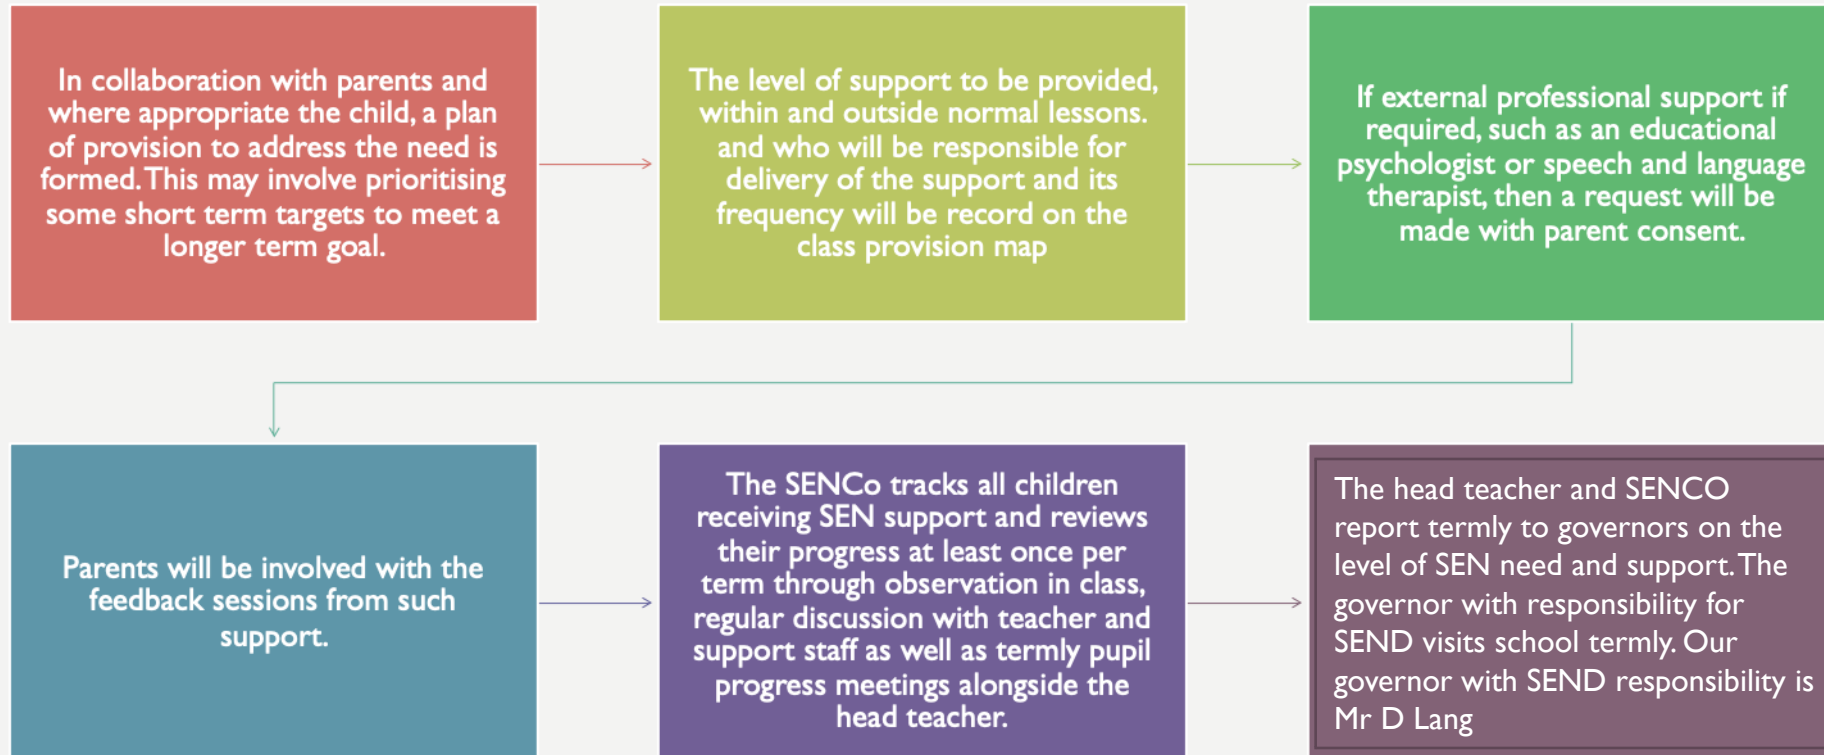 In collaboration with parents and
where appropriate the child, a plan
of provision to address the need is
formed. This may involve prioritising
some short term targets to meet a
longer term goal.
The level of support to be provided,
within and outside normal lessons.
and who will be responsible for
delivery of the support and its
frequency will be record on the
class provision map
If external professional support if
required, such as an educational
psychologist or speech and language
therapist, then a request will be
made with parent consent.
Parents will be involved with the
feedback sessions from such
support.
The SENCo tracks all children
receiving SEN support and reviews
their progress at least once per
term through observation in class,
regular discussion with teacher and
support staff as well as termly pupil
progress meetings alongside the
head teacher.
The head teacher and SENCO
report termly to governors on the
level of SEN need and support. The
governor with responsibility for
SEND visits school termly. Our
governor with SEND responsibility is
Mr D Lang